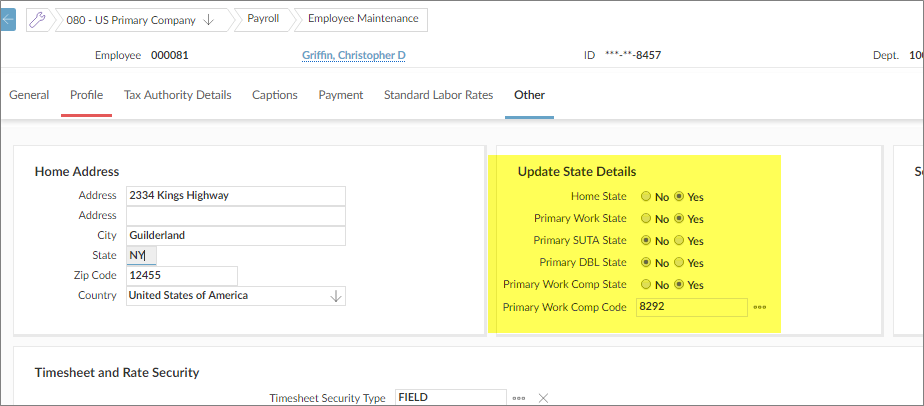 080 - US Primary Company Payroll Employee Maintenance
Employee 000081 Griffin, Christopher D ID ***-**-8457 Dept. 100
General Profile Tax Authority Details Captions Payment Standard Labor Rates Other
Home Address
Address 2334 Kings Highway
Address
City Guilderland
State NY
Zip Code 12455
Country United States of America
Update State Details
Home State No Yes
Primary Work State No Yes
Primary SUTA State No Yes
Primary DBL State No Yes
Primary Work Comp State No Yes
Primary Work Comp Code 8292
Timesheet and Rate Security
Timesheet Security Type FIELD